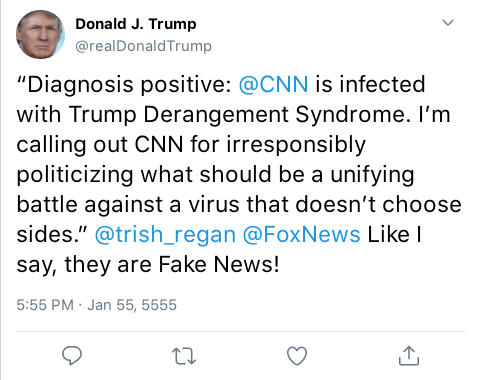 Donald J. Trump
@realDonaldTrump
“Diagnosis positive: @CNN is infected
with Trump Derangement Syndrome. I’m
calling out CNN for irresponsibly
politicizing what should be a unifying
battle against a virus that doesn’t choose
sides.” @trish_regan @FoxNews Like I
say, they are Fake News!
5:55 PM · Jan 55, 5555